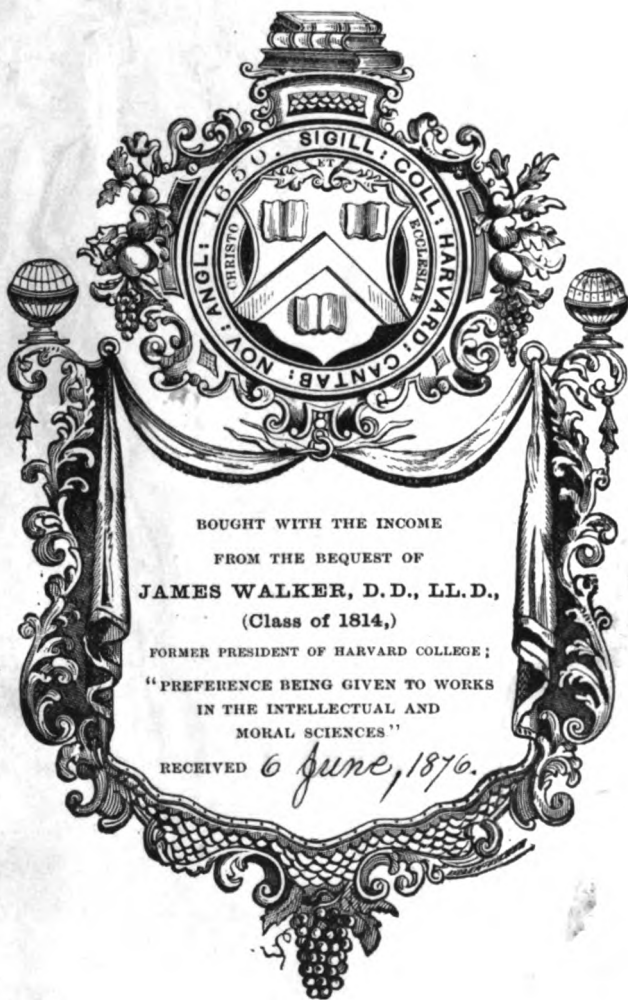 SIGILL: COLL: HARVARD: CANTAB: NOV: ANGL: 1650.
ET
CHRISTO
ECCLESIAE
BOUGHT WITH THE INCOME
FROM THE BEQUEST OF
JAMES WALKER, D.D., LL.D.,
(Class of 1814,)
FORMER PRESIDENT OF HARVARD COLLEGE;
"PREFERENCE BEING GIVEN TO WORKS
IN THE INTELLECTUAL AND
MORAL SCIENCES"
RECEIVED 6 June, 1876.